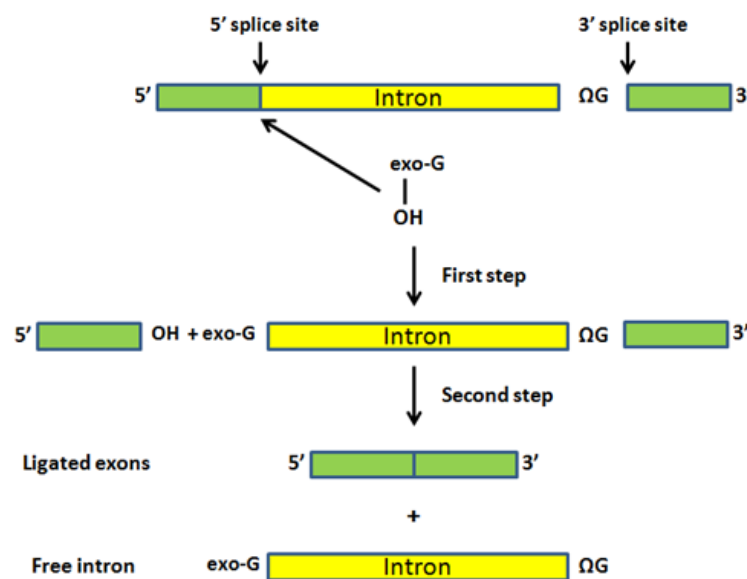 5' splice site 3' splice site
5' Intron ΩG 3
exo-G
OH
First step
5' OH + exo-G Intron ΩG 3'
Second step
Ligated exons 5' 3'
+
Free intron exo-G Intron ΩG